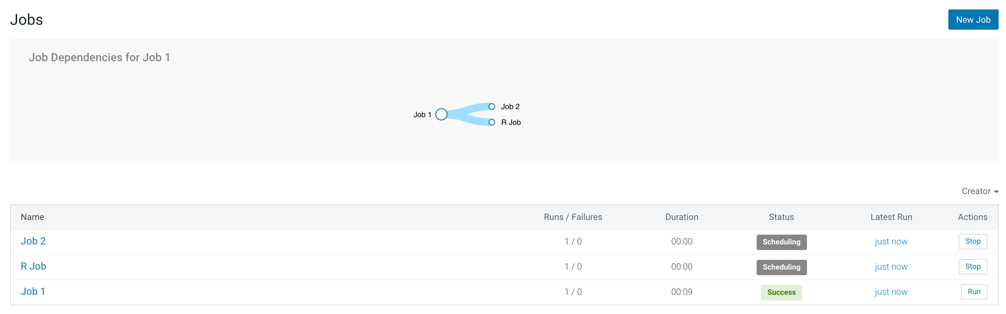 Jobs
New Job
Job Dependencies for Job 1
Job 2
Job 1
R Job
Creator
Name Runs / Failures Duration Status Latest Run Actions
Job 2 1 / 0 00:00 Scheduling just now Stop
R Job 1 / 0 00:00 Scheduling just now Stop
Job 1 1 / 0 00:09 Success just now Run